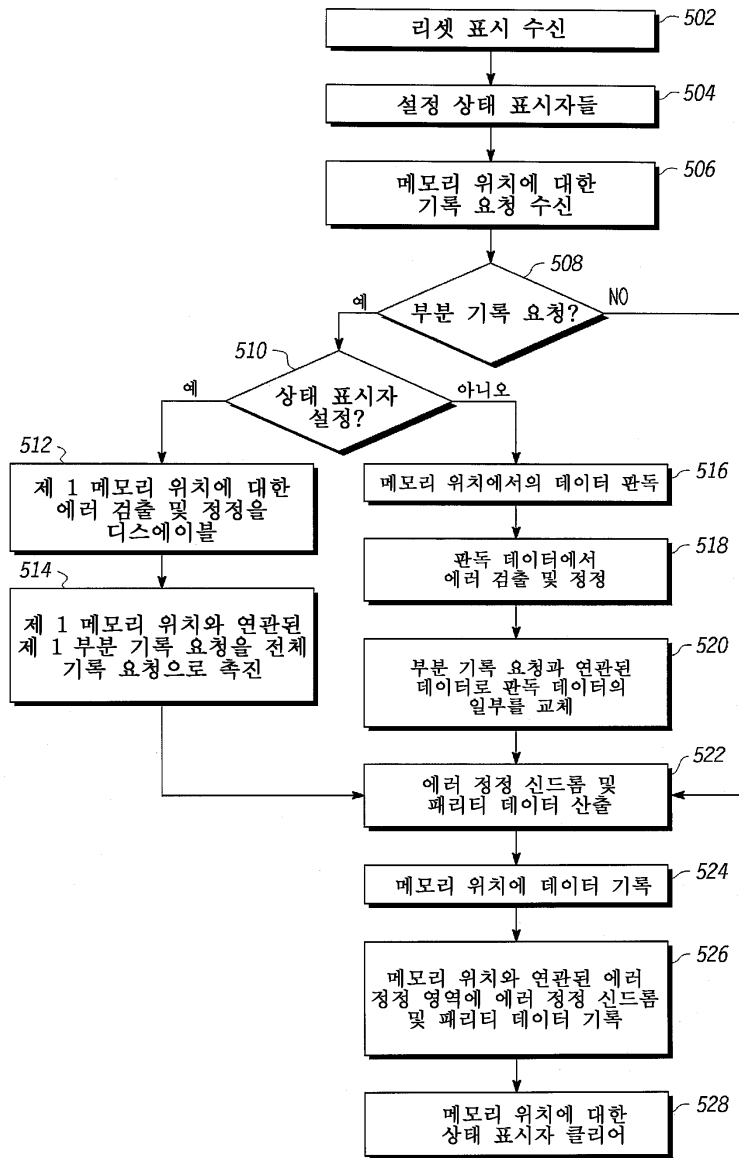 리셋 표시 수신
502
설정 상태 표시자들
504
메모리 위치에 대한
기록 요청 수신
506
508
부분 기록 요청?
예
NO
510
상태 표시자
설정?
예
아니오
512
제 1 메모리 위치에 대한
에러 검출 및 정정을
디스에이블
514
제 1 메모리 위치와 연관된
제 1 부분 기록 요청을 전체
기록 요청으로 촉진
메모리 위치에서의 데이터 판독
516
판독 데이터에서
에러 검출 및 정정
518
부분 기록 요청과 연관된
데이터로 판독 데이터의
일부를 교체
520
에러 정정 신드롬 및
패리티 데이터 산출
522
메모리 위치에 데이터 기록
524
메모리 위치와 연관된 에러
정정 영역에 에러 정정 신드롬
및 패리티 데이터 기록
526
메모리 위치에 대한
상태 표시자 클리어
528